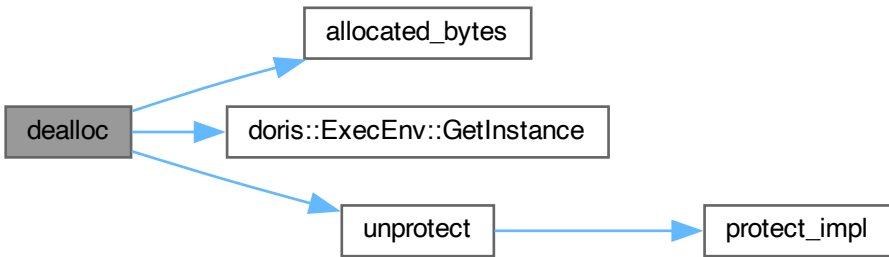 allocated_bytes
dealloc
doris::ExecEnv::GetInstance
unprotect
protect_impl